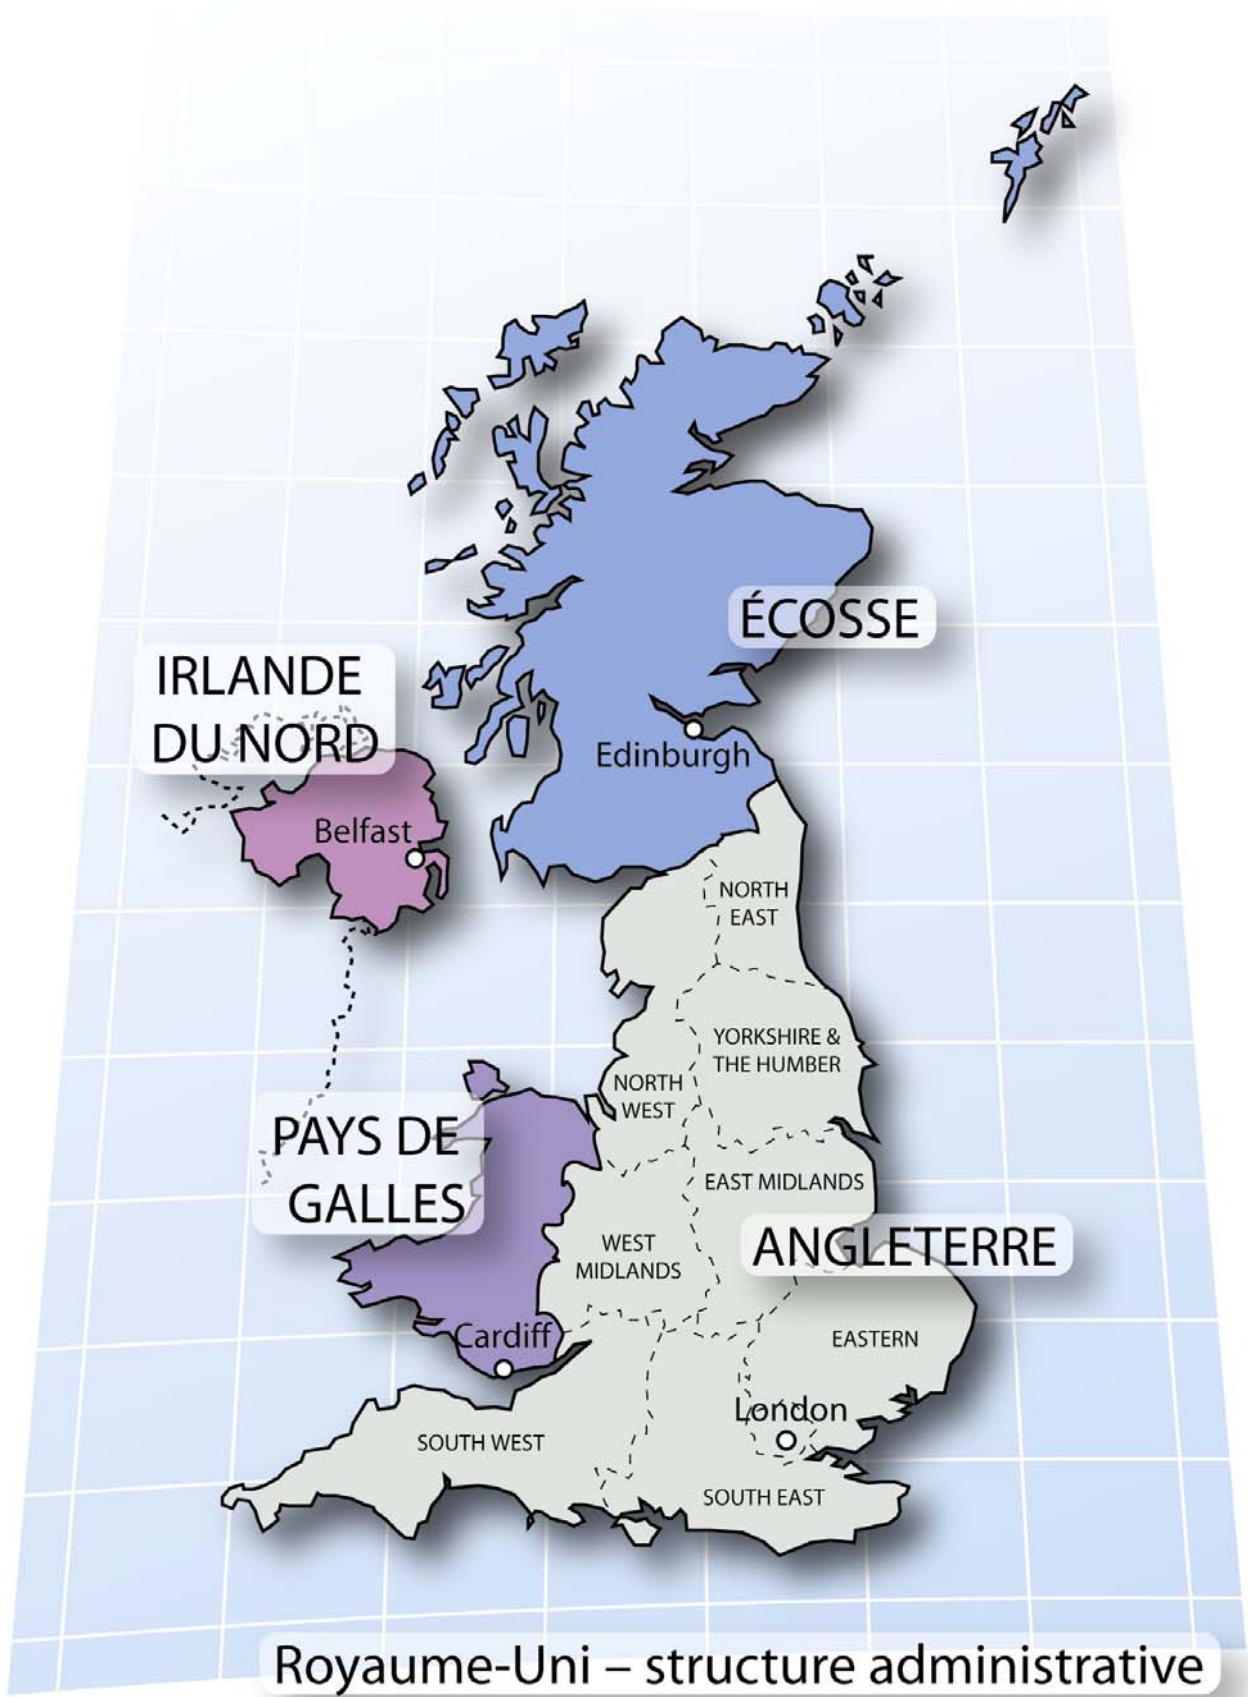 ÉCOSSE
IRLANDE
DU NORD
Edinburgh
Belfast
NORTH
EAST
YORKSHIRE &
THE HUMBER
NORTH
WEST
PAYS DE
GALLES
EAST MIDLANDS
ANGLETERRE
WEST
MIDLANDS
Cardiff
EASTERN
London
SOUTH WEST
SOUTH EAST
Royaume-Uni – structure administrative